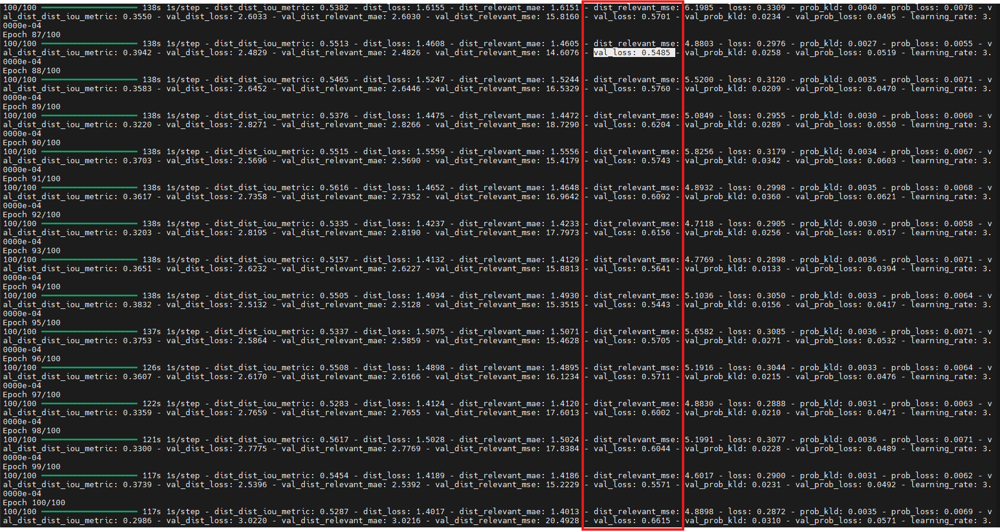 100/100 ━━━━━━━━━━━━━━━━━━━━ 138s 1s/step - dist_dist_iou_metric: 0.5382 - dist_loss: 1.6155 - dist_relevant_mae: 1.6151 - dist_relevant_mse: 6.1985 - loss: 0.3309 - prob_kld: 0.0040 - prob_loss: 0.0078 - v
al_dist_dist_iou_metric: 0.3550 - val_dist_loss: 2.6033 - val_dist_relevant_mae: 2.6030 - val_dist_relevant_mse: 15.8160 - val_loss: 0.5701 - val_prob_kld: 0.0234 - val_prob_loss: 0.0495 - learning_rate: 3.
0000e-04
Epoch 87/100
100/100 ━━━━━━━━━━━━━━━━━━━━ 138s 1s/step - dist_dist_iou_metric: 0.5513 - dist_loss: 1.4608 - dist_relevant_mae: 1.4605 - dist_relevant_mse: 4.8803 - loss: 0.2976 - prob_kld: 0.0027 - prob_loss: 0.0055 - v
al_dist_dist_iou_metric: 0.3942 - val_dist_loss: 2.4829 - val_dist_relevant_mae: 2.4826 - val_dist_relevant_mse: 14.6076 - val_loss: 0.5485 - val_prob_kld: 0.0258 - val_prob_loss: 0.0519 - learning_rate: 3.
0000e-04
Epoch 88/100
100/100 ━━━━━━━━━━━━━━━━━━━━ 138s 1s/step - dist_dist_iou_metric: 0.5465 - dist_loss: 1.5247 - dist_relevant_mae: 1.5244 - dist_relevant_mse: 5.5200 - loss: 0.3120 - prob_kld: 0.0035 - prob_loss: 0.0071 - v
al_dist_dist_iou_metric: 0.3583 - val_dist_loss: 2.6452 - val_dist_relevant_mae: 2.6446 - val_dist_relevant_mse: 16.5329 - val_loss: 0.5760 - val_prob_kld: 0.0209 - val_prob_loss: 0.0470 - learning_rate: 3.
0000e-04
Epoch 89/100
100/100 ━━━━━━━━━━━━━━━━━━━━ 138s 1s/step - dist_dist_iou_metric: 0.5376 - dist_loss: 1.4475 - dist_relevant_mae: 1.4472 - dist_relevant_mse: 5.0849 - loss: 0.2955 - prob_kld: 0.0030 - prob_loss: 0.0060 - v
al_dist_dist_iou_metric: 0.3220 - val_dist_loss: 2.8271 - val_dist_relevant_mae: 2.8266 - val_dist_relevant_mse: 18.7290 - val_loss: 0.6204 - val_prob_kld: 0.0289 - val_prob_loss: 0.0550 - learning_rate: 3.
0000e-04
Epoch 90/100
100/100 ━━━━━━━━━━━━━━━━━━━━ 138s 1s/step - dist_dist_iou_metric: 0.5515 - dist_loss: 1.5559 - dist_relevant_mae: 1.5556 - dist_relevant_mse: 5.8256 - loss: 0.3179 - prob_kld: 0.0034 - prob_loss: 0.0067 - v
al_dist_dist_iou_metric: 0.3703 - val_dist_loss: 2.5696 - val_dist_relevant_mae: 2.5690 - val_dist_relevant_mse: 15.4179 - val_loss: 0.5743 - val_prob_kld: 0.0342 - val_prob_loss: 0.0603 - learning_rate: 3.
0000e-04
Epoch 91/100
100/100 ━━━━━━━━━━━━━━━━━━━━ 138s 1s/step - dist_dist_iou_metric: 0.5616 - dist_loss: 1.4652 - dist_relevant_mae: 1.4648 - dist_relevant_mse: 4.8932 - loss: 0.2998 - prob_kld: 0.0035 - prob_loss: 0.0068 - v
al_dist_dist_iou_metric: 0.3617 - val_dist_loss: 2.7358 - val_dist_relevant_mae: 2.7352 - val_dist_relevant_mse: 16.9642 - val_loss: 0.6092 - val_prob_kld: 0.0360 - val_prob_loss: 0.0621 - learning_rate: 3.
0000e-04
Epoch 92/100
100/100 ━━━━━━━━━━━━━━━━━━━━ 138s 1s/step - dist_dist_iou_metric: 0.5335 - dist_loss: 1.4237 - dist_relevant_mae: 1.4233 - dist_relevant_mse: 4.7118 - loss: 0.2905 - prob_kld: 0.0030 - prob_loss: 0.0058 - v
al_dist_dist_iou_metric: 0.3203 - val_dist_loss: 2.8195 - val_dist_relevant_mae: 2.8190 - val_dist_relevant_mse: 17.7973 - val_loss: 0.6156 - val_prob_kld: 0.0256 - val_prob_loss: 0.0517 - learning_rate: 3.
0000e-04
Epoch 93/100
100/100 ━━━━━━━━━━━━━━━━━━━━ 138s 1s/step - dist_dist_iou_metric: 0.5157 - dist_loss: 1.4132 - dist_relevant_mae: 1.4129 - dist_relevant_mse: 4.7769 - loss: 0.2898 - prob_kld: 0.0036 - prob_loss: 0.0071 - v
al_dist_dist_iou_metric: 0.3651 - val_dist_loss: 2.6232 - val_dist_relevant_mae: 2.6227 - val_dist_relevant_mse: 15.8813 - val_loss: 0.5641 - val_prob_kld: 0.0133 - val_prob_loss: 0.0394 - learning_rate: 3.
0000e-04
Epoch 94/100
100/100 ━━━━━━━━━━━━━━━━━━━━ 138s 1s/step - dist_dist_iou_metric: 0.5505 - dist_loss: 1.4934 - dist_relevant_mae: 1.4930 - dist_relevant_mse: 5.1036 - loss: 0.3050 - prob_kld: 0.0033 - prob_loss: 0.0064 - v
al_dist_dist_iou_metric: 0.3832 - val_dist_loss: 2.5132 - val_dist_relevant_mae: 2.5128 - val_dist_relevant_mse: 15.3515 - val_loss: 0.5443 - val_prob_kld: 0.0156 - val_prob_loss: 0.0417 - learning_rate: 3.
0000e-04
Epoch 95/100
100/100 ━━━━━━━━━━━━━━━━━━━━ 137s 1s/step - dist_dist_iou_metric: 0.5337 - dist_loss: 1.5075 - dist_relevant_mae: 1.5071 - dist_relevant_mse: 5.6582 - loss: 0.3085 - prob_kld: 0.0036 - prob_loss: 0.0071 - v
al_dist_dist_iou_metric: 0.3753 - val_dist_loss: 2.5864 - val_dist_relevant_mae: 2.5859 - val_dist_relevant_mse: 15.4628 - val_loss: 0.5705 - val_prob_kld: 0.0271 - val_prob_loss: 0.0532 - learning_rate: 3.
0000e-04
Epoch 96/100
100/100 ━━━━━━━━━━━━━━━━━━━━ 126s 1s/step - dist_dist_iou_metric: 0.5508 - dist_loss: 1.4898 - dist_relevant_mae: 1.4895 - dist_relevant_mse: 5.1916 - loss: 0.3044 - prob_kld: 0.0033 - prob_loss: 0.0064 - v
al_dist_dist_iou_metric: 0.3607 - val_dist_loss: 2.6170 - val_dist_relevant_mae: 2.6166 - val_dist_relevant_mse: 16.1234 - val_loss: 0.5711 - val_prob_kld: 0.0215 - val_prob_loss: 0.0476 - learning_rate: 3.
0000e-04
Epoch 97/100
100/100 ━━━━━━━━━━━━━━━━━━━━ 122s 1s/step - dist_dist_iou_metric: 0.5283 - dist_loss: 1.4124 - dist_relevant_mae: 1.4120 - dist_relevant_mse: 4.8830 - loss: 0.2888 - prob_kld: 0.0031 - prob_loss: 0.0063 - v
al_dist_dist_iou_metric: 0.3359 - val_dist_loss: 2.7659 - val_dist_relevant_mae: 2.7655 - val_dist_relevant_mse: 17.6013 - val_loss: 0.6002 - val_prob_kld: 0.0210 - val_prob_loss: 0.0471 - learning_rate: 3.
0000e-04
Epoch 98/100
100/100 ━━━━━━━━━━━━━━━━━━━━ 121s 1s/step - dist_dist_iou_metric: 0.5617 - dist_loss: 1.5028 - dist_relevant_mae: 1.5024 - dist_relevant_mse: 5.1991 - loss: 0.3077 - prob_kld: 0.0036 - prob_loss: 0.0071 - v
al_dist_dist_iou_metric: 0.3300 - val_dist_loss: 2.7775 - val_dist_relevant_mae: 2.7769 - val_dist_relevant_mse: 17.8384 - val_loss: 0.6044 - val_prob_kld: 0.0228 - val_prob_loss: 0.0489 - learning_rate: 3.
0000e-04
Epoch 99/100
100/100 ━━━━━━━━━━━━━━━━━━━━ 117s 1s/step - dist_dist_iou_metric: 0.5454 - dist_loss: 1.4189 - dist_relevant_mae: 1.4186 - dist_relevant_mse: 4.6017 - loss: 0.2900 - prob_kld: 0.0031 - prob_loss: 0.0062 - v
al_dist_dist_iou_metric: 0.3739 - val_dist_loss: 2.5396 - val_dist_relevant_mae: 2.5392 - val_dist_relevant_mse: 15.2229 - val_loss: 0.5571 - val_prob_kld: 0.0231 - val_prob_loss: 0.0492 - learning_rate: 3.
0000e-04
Epoch 100/100
100/100 ━━━━━━━━━━━━━━━━━━━━ 117s 1s/step - dist_dist_iou_metric: 0.5287 - dist_loss: 1.4017 - dist_relevant_mae: 1.4013 - dist_relevant_mse: 4.8898 - loss: 0.2872 - prob_kld: 0.0035 - prob_loss: 0.0069 - v
al_dist_dist_iou_metric: 0.2986 - val_dist_loss: 3.0220 - val_dist_relevant_mae: 3.0216 - val_dist_relevant_mse: 20.4928 - val_loss: 0.6615 - val_prob_kld: 0.0310 - val_prob_loss: 0.0571 - learning_rate: 3.